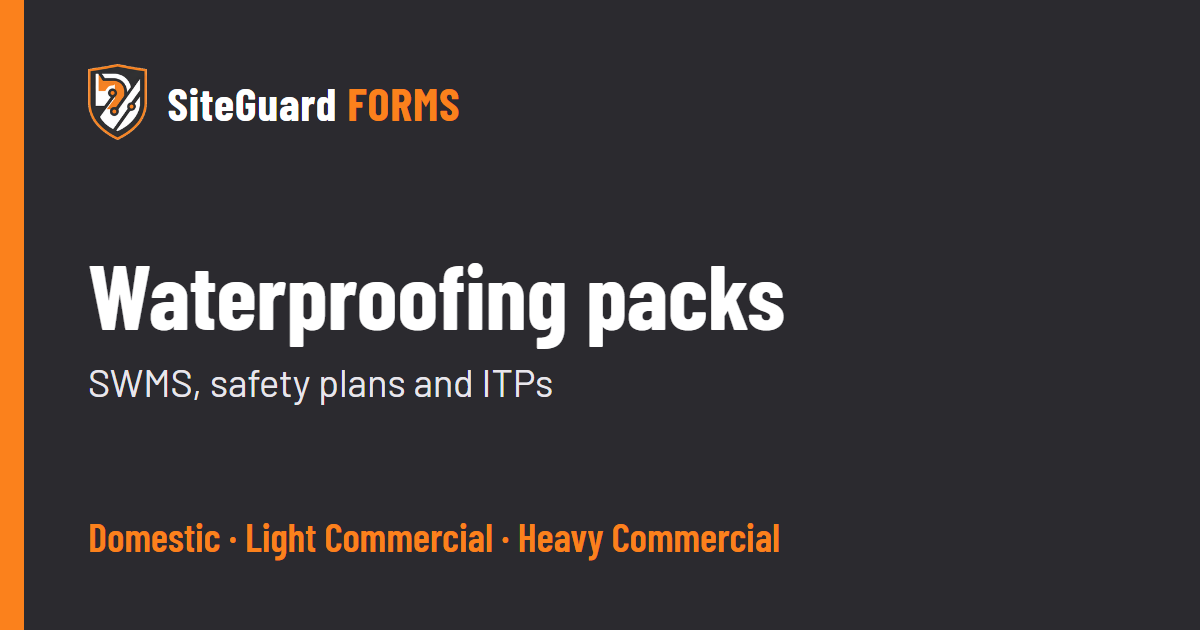 SiteGuard FORMS
Waterproofing packs
SWMS, safety plans and ITPs
Domestic · Light Commercial · Heavy Commercial